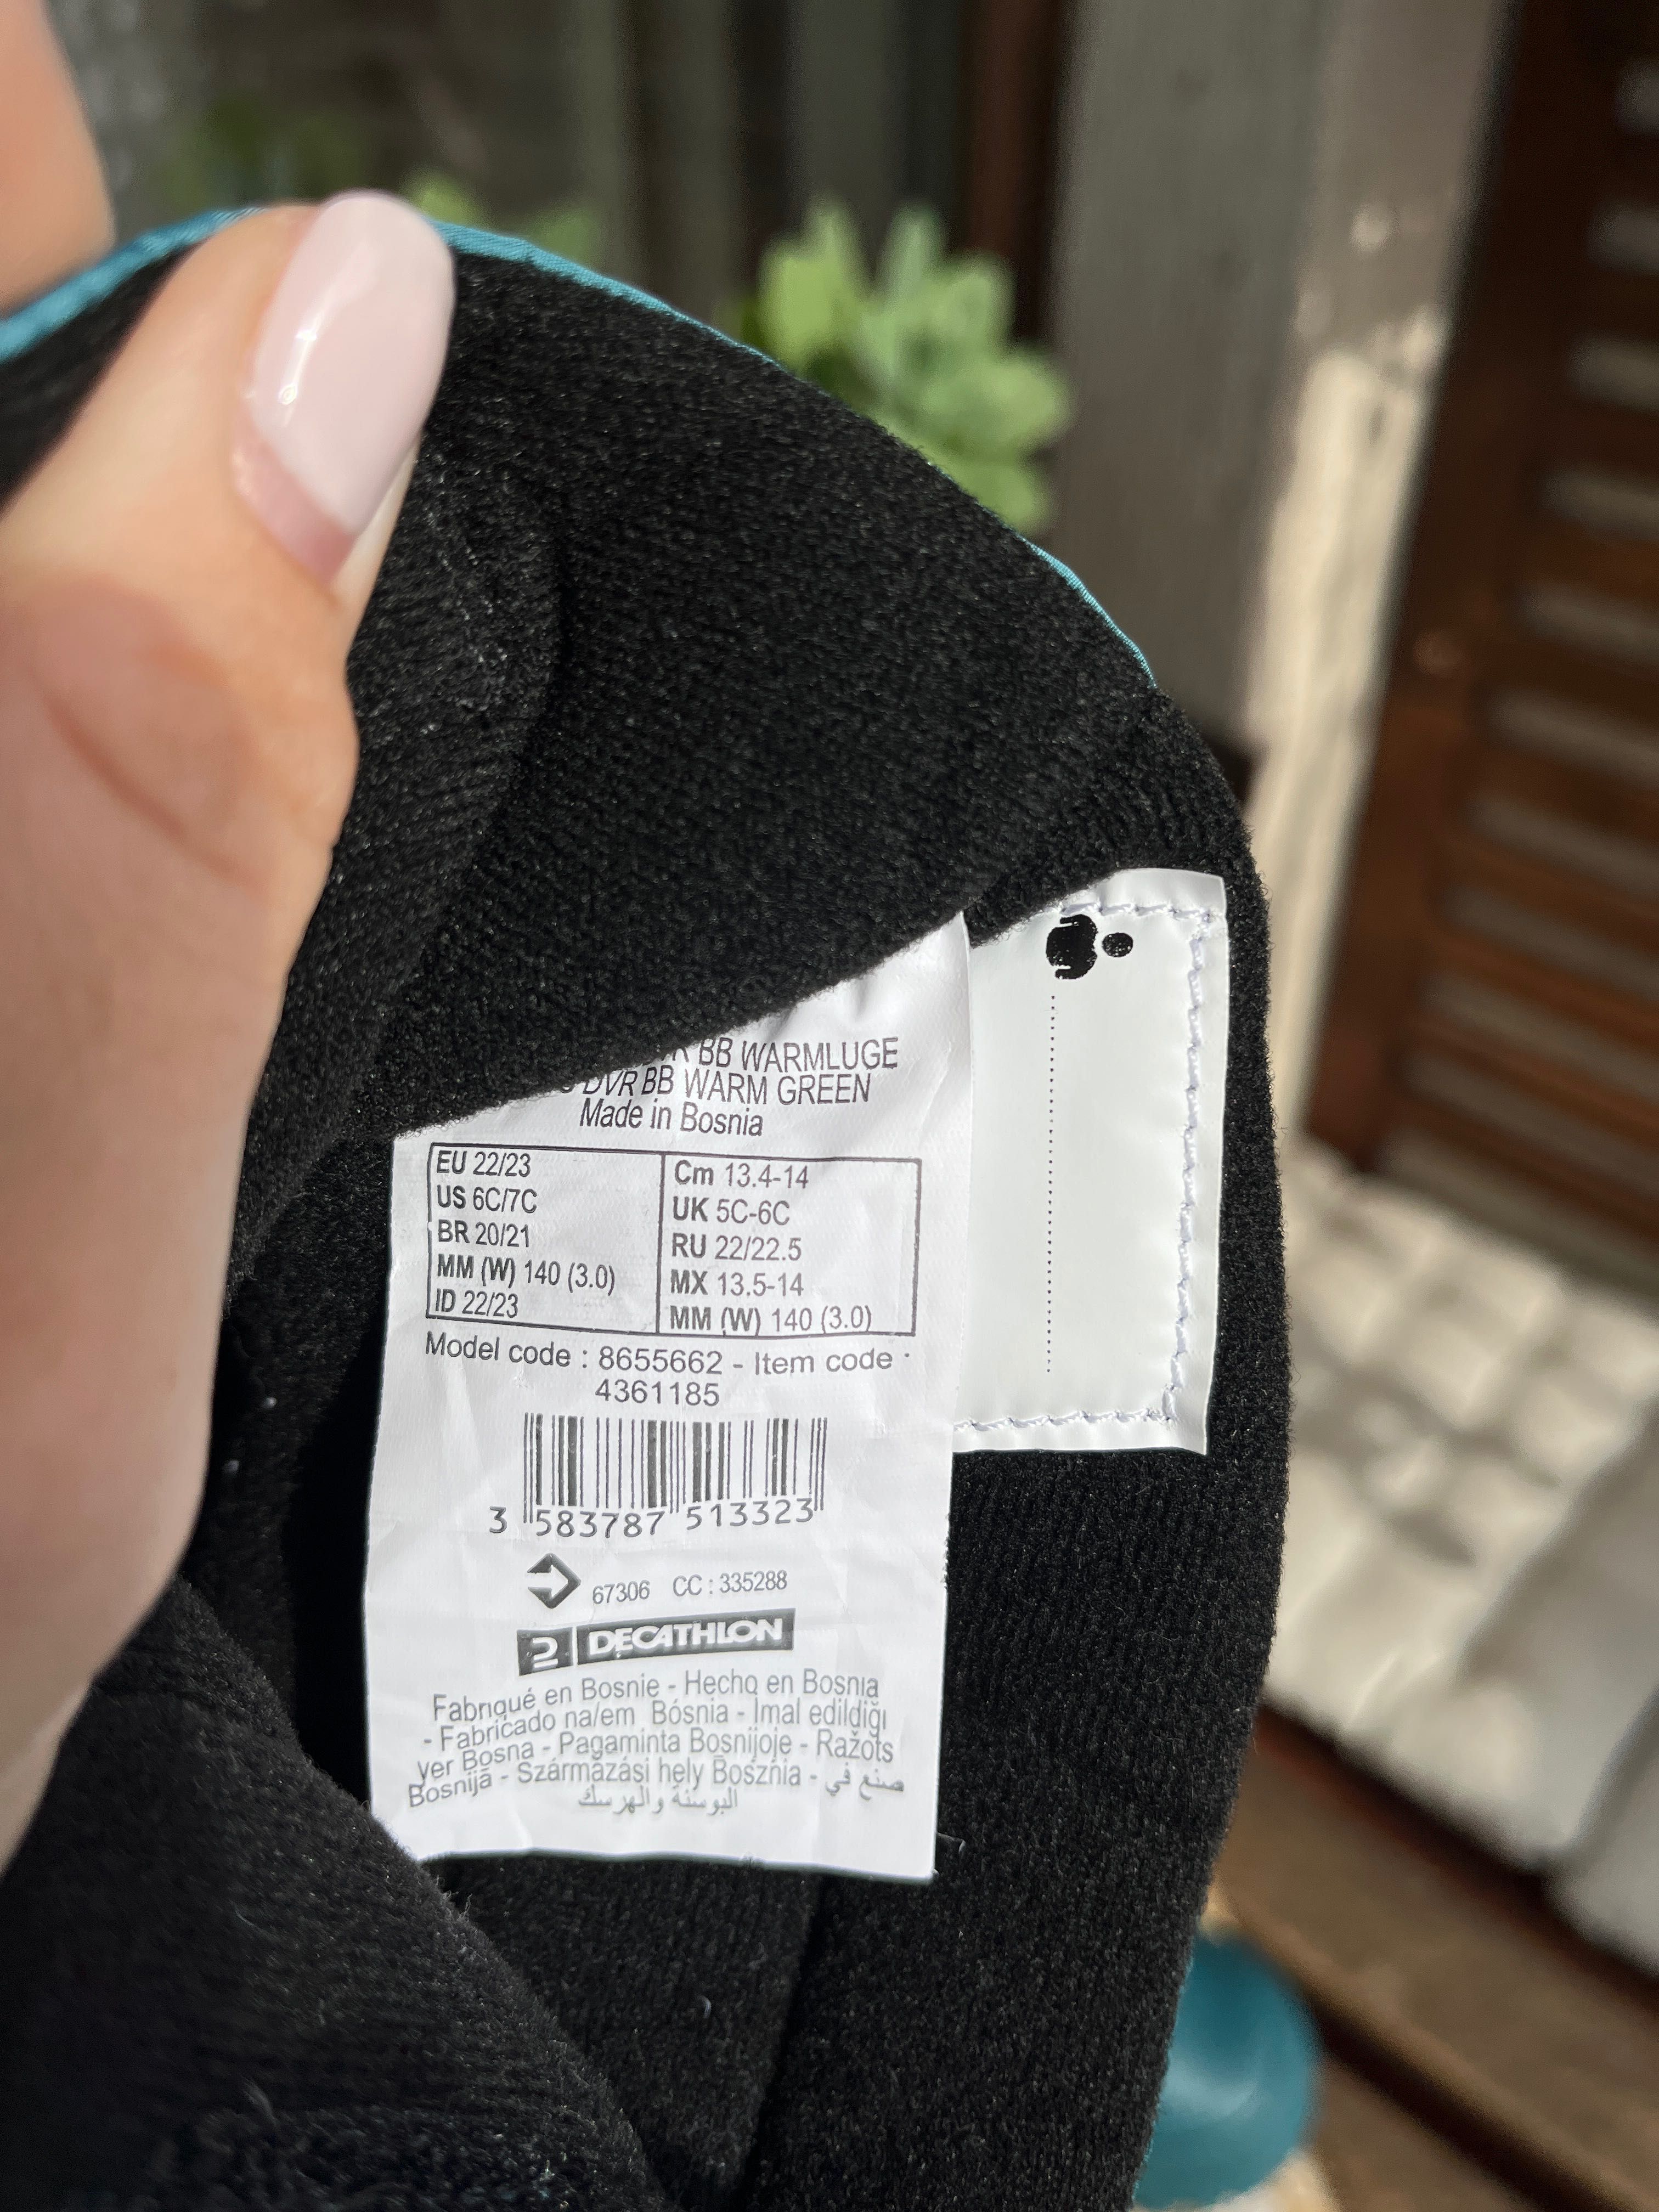 BB WARMLUGE
DVR BB WARM GREEN
Made in Bosnia
EU 22/23
US 6C/7C
BR 20/21
MM (W) 140 (3.0)
ID 22/23
Cm 13.4-14
UK 5C-6C
RU 22/22.5
MX 13.5-14
MM (W) 140 (3.0)
Model code : 8655662 - Item code :
4361185
3 583787 513323
67306 CC : 335288
2 DECATHLON
Fabriqué en Bosnie - Hecho en Bosnia
- Fabricado na/em Bósnia - İmal edildiği
yer Bosna - Pagaminta Bosnijoje - Ražots
Bosnijā - Származási hely Bosznia - صنع في
البوسنة والهرسك